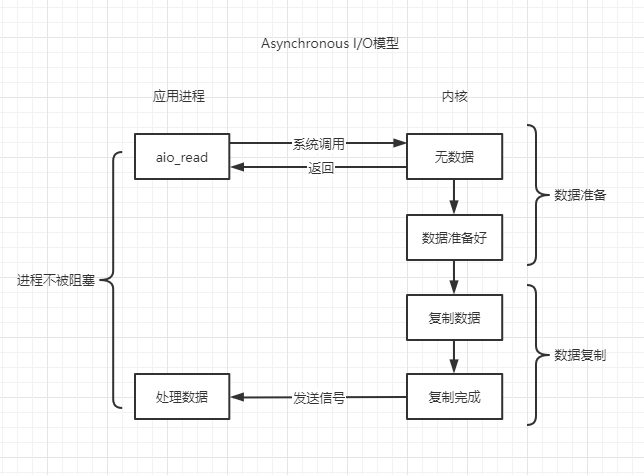 Asynchronous I/O模型
应用进程
内核
aio_read
系统调用
返回
无数据
数据准备
数据准备好
进程不被阻塞
复制数据
数据复制
处理数据
发送信号
复制完成